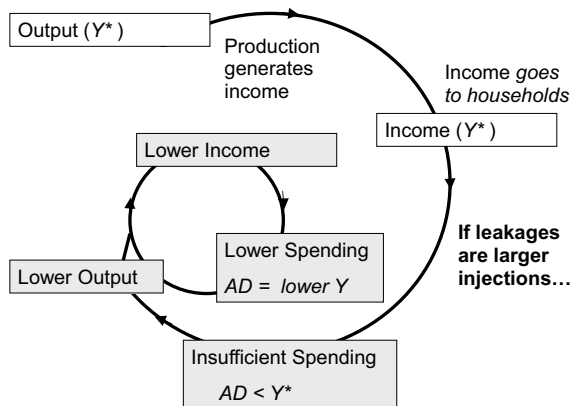 Output (Y* )
Production
generates
income
Income goes
to households
Income (Y* )
Lower Income
If leakages
are larger
injections…
Lower Spending
AD = lower Y
Lower Output
Insufficient Spending
AD < Y*